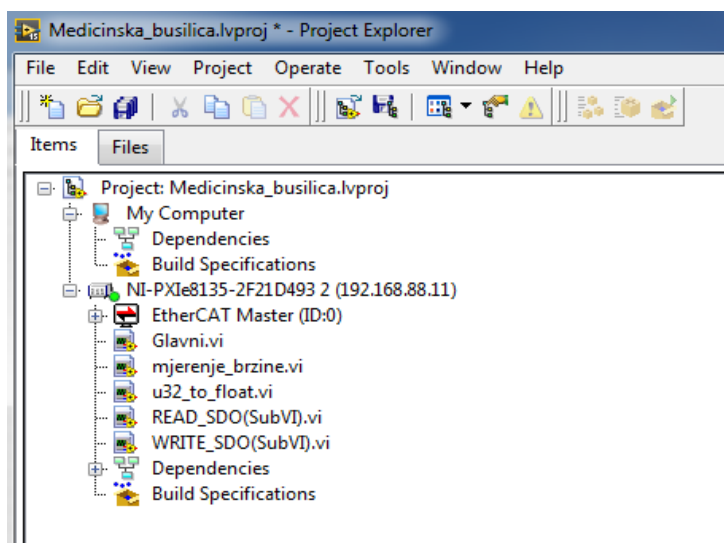 Medicinska_busilica.lvproj * - Project Explorer
File Edit View Project Operate Tools Window Help
Items Files
Project: Medicinska_busilica.lvproj
My Computer
Dependencies
Build Specifications
NI-PXIe8135-2F21D493 2 (192.168.88.11)
EtherCAT Master (ID:0)
Glavni.vi
mjerenje_brzine.vi
u32_to_float.vi
READ_SDO(SubVI).vi
WRITE_SDO(SubVI).vi
Dependencies
Build Specifications